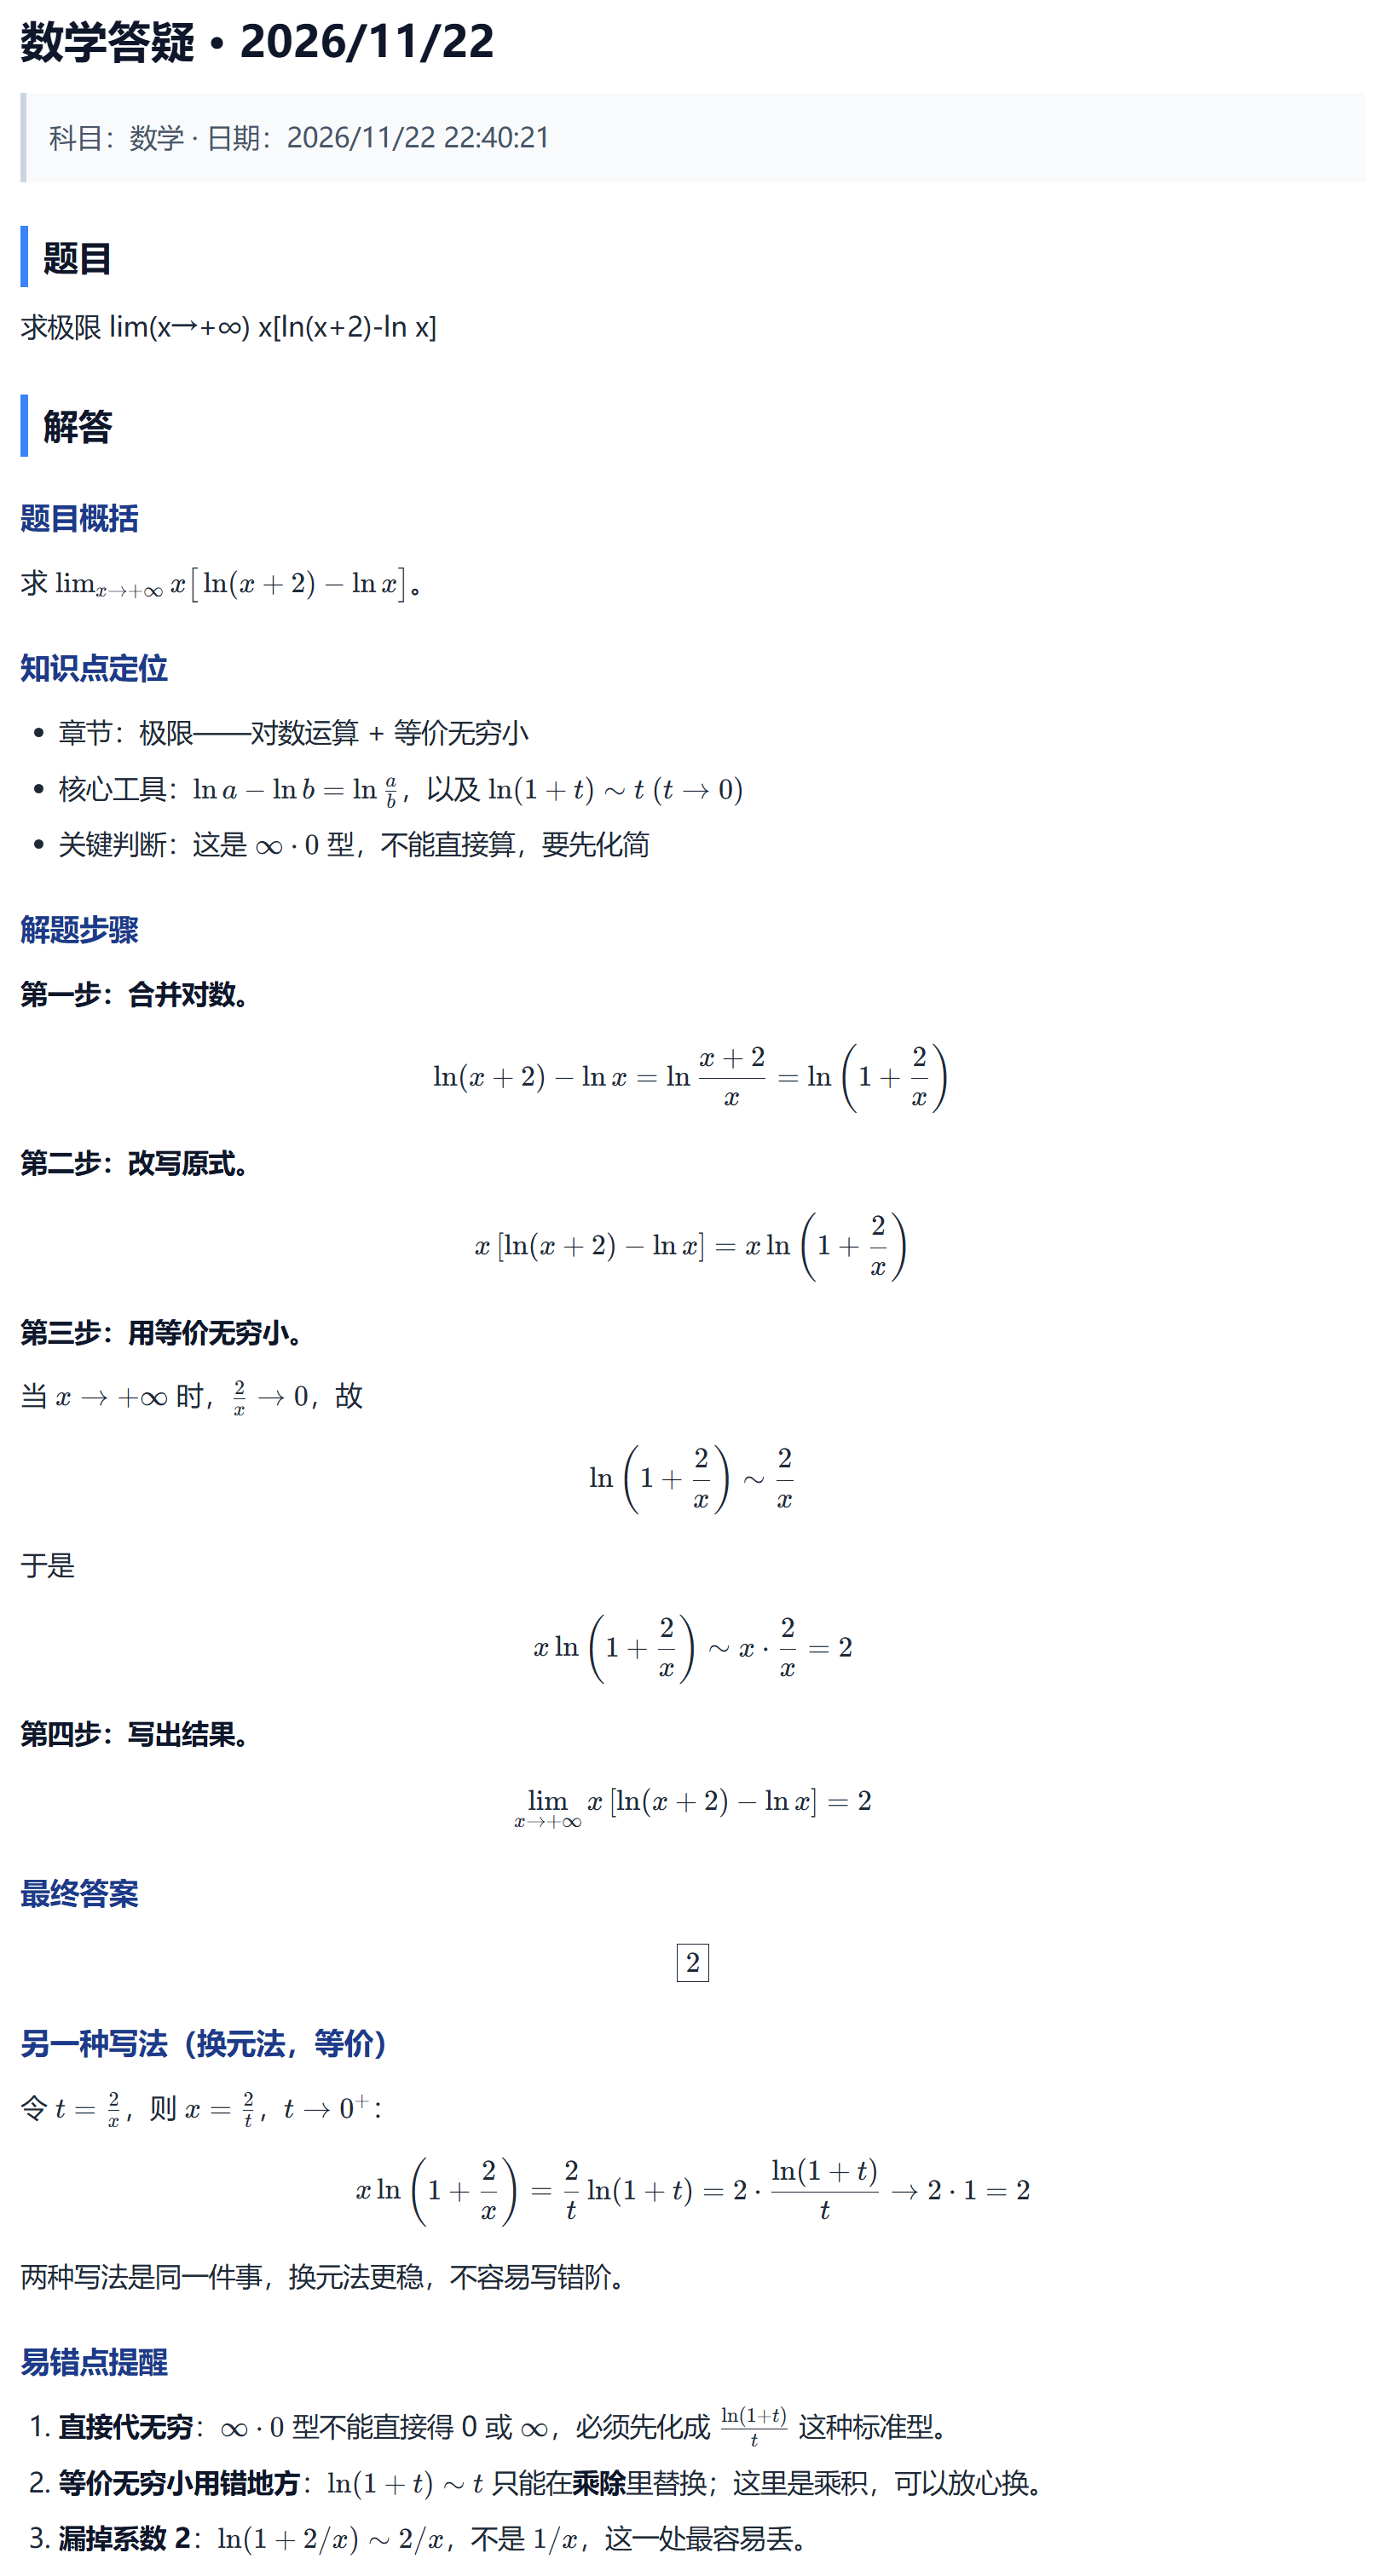 数学答疑 • 2026/11/22
科目：数学 · 日期：2026/11/22 22:40:21
题目
求极限 lim(x→+∞) x[ln(x+2)-ln x]
解答
题目概括
求 lim_{x→+∞} x[ln(x + 2) − ln x]。
知识点定位
• 章节：极限——对数运算 + 等价无穷小
• 核心工具：ln a − ln b = ln \frac{a}{b}，以及 ln(1 + t) ∼ t (t → 0)
• 关键判断：这是 ∞ · 0 型，不能直接算，要先化简
解题步骤
第一步：合并对数。
ln(x + 2) − ln x = ln \frac{x + 2}{x} = ln (1 + \frac{2}{x})
第二步：改写原式。
x [ln(x + 2) − ln x] = x ln (1 + \frac{2}{x})
第三步：用等价无穷小。
当 x → +∞ 时，\frac{2}{x} → 0，故
ln (1 + \frac{2}{x}) ∼ \frac{2}{x}
于是
x ln (1 + \frac{2}{x}) ∼ x · \frac{2}{x} = 2
第四步：写出结果。
lim_{x→+∞} x [ln(x + 2) − ln x] = 2
最终答案
2
另一种写法（换元法，等价）
令 t = \frac{2}{x}，则 x = \frac{2}{t}，t → 0^+：
x ln (1 + \frac{2}{x}) = \frac{2}{t} ln(1 + t) = 2 · \frac{ln(1 + t)}{t} → 2 · 1 = 2
两种写法是同一件事，换元法更稳，不容易写错阶。
易错点提醒
1. 直接代无穷：∞ · 0 型不能直接得 0 或 ∞，必须先化成 \frac{ln(1+t)}{t} 这种标准型。
2. 等价无穷小用错地方：ln(1 + t) ∼ t 只能在乘除里替换；这里是乘积，可以放心换。
3. 漏掉系数 2：ln(1 + 2/x) ∼ 2/x，不是 1/x，这一处最容易丢。